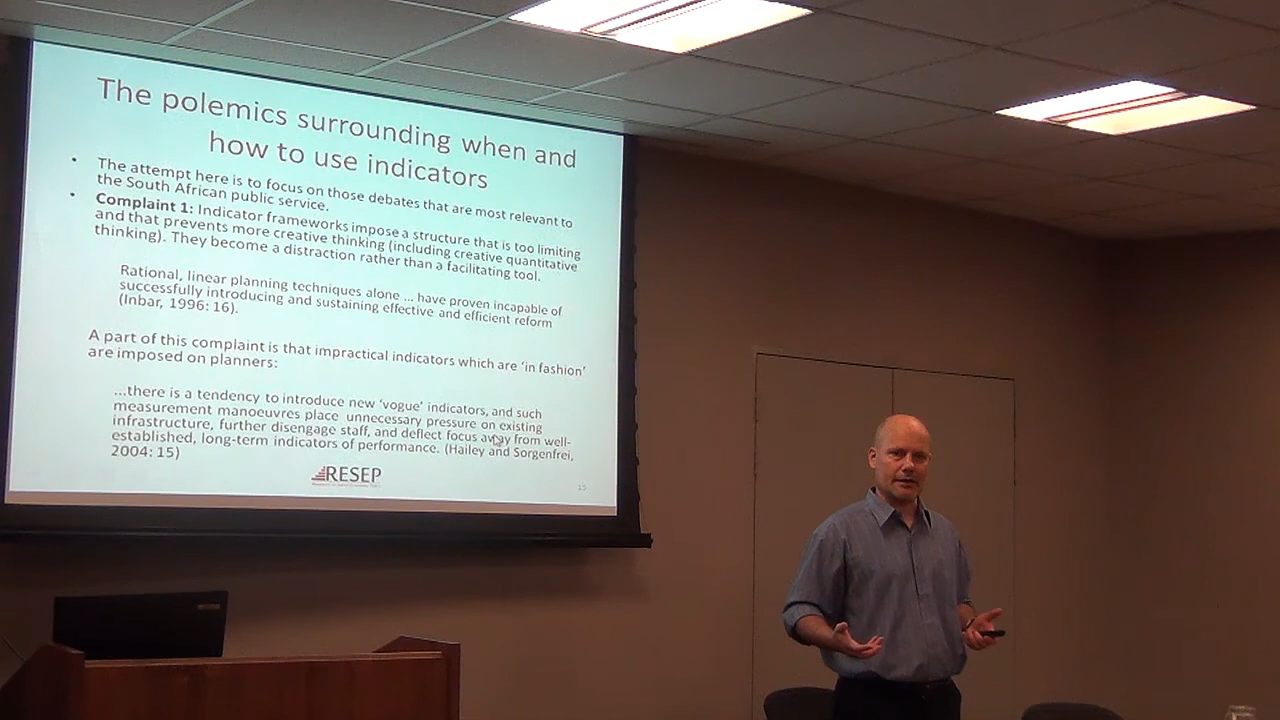 The polemics surrounding when and
how to use indicators
• The attempt here is to focus on those debates that are most relevant to
the South African public service.
• Complaint 1: Indicator frameworks impose a structure that is too limiting
and that prevents more creative thinking (including creative quantitative
thinking). They become a distraction rather than a facilitating tool.
Rational, linear planning techniques alone ... have proven incapable of
successfully introducing and sustaining effective and efficient reform
(Inbar, 1996: 16).
A part of this complaint is that impractical indicators which are ‘in fashion’
are imposed on planners:
...there is a tendency to introduce new ‘vogue’ indicators, and such
measurement manoeuvres place unnecessary pressure on existing
infrastructure, further disengage staff, and deflect focus away from well-
established, long-term indicators of performance. (Hailey and Sorgenfrei,
2004: 15)
RESEP
15